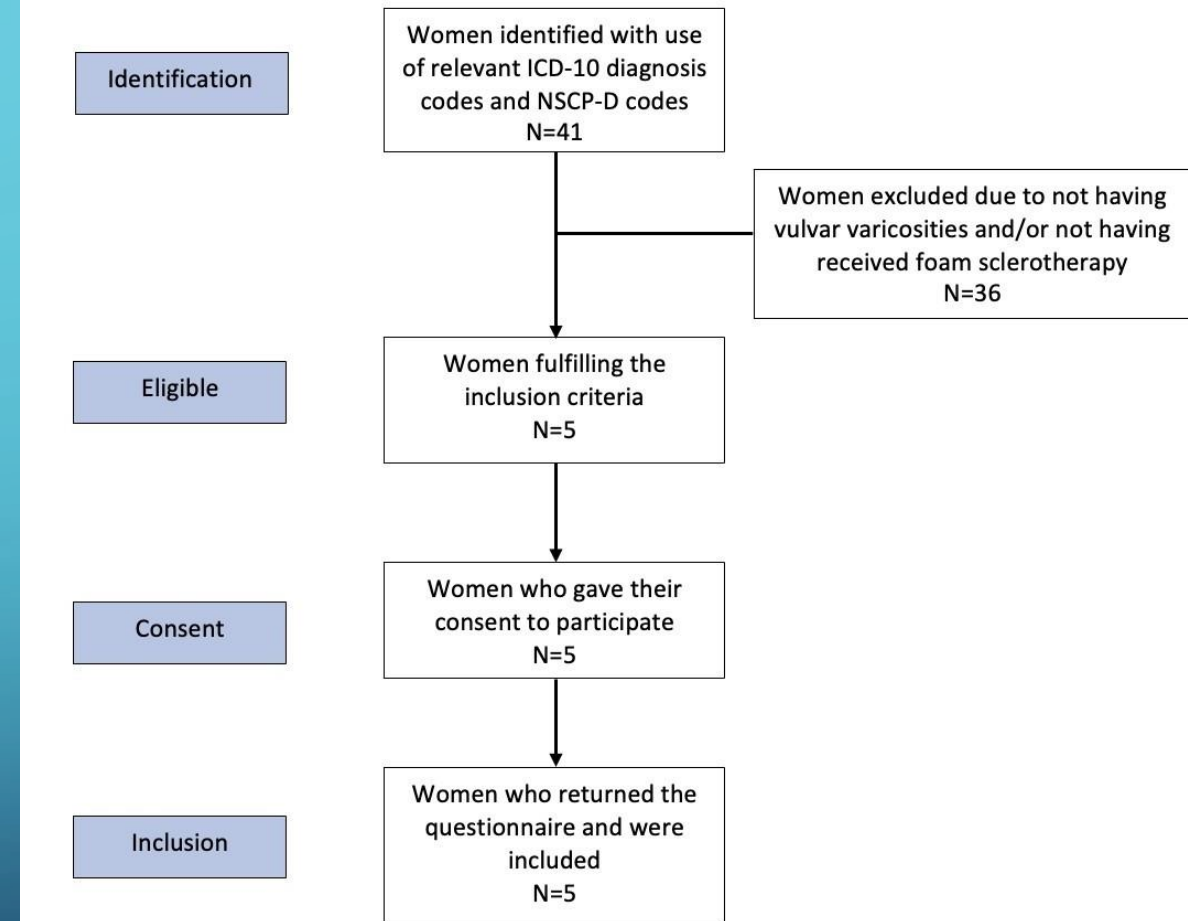 Identification
Women identified with use
of relevant ICD-10 diagnosis
codes and NSCP-D codes
N=41
Women excluded due to not having
vulvar varicosities and/or not having
received foam sclerotherapy
N=36
Eligible
Women fulfilling the
inclusion criteria
N=5
Consent
Women who gave their
consent to participate
N=5
Inclusion
Women who returned the
questionnaire and were
included
N=5